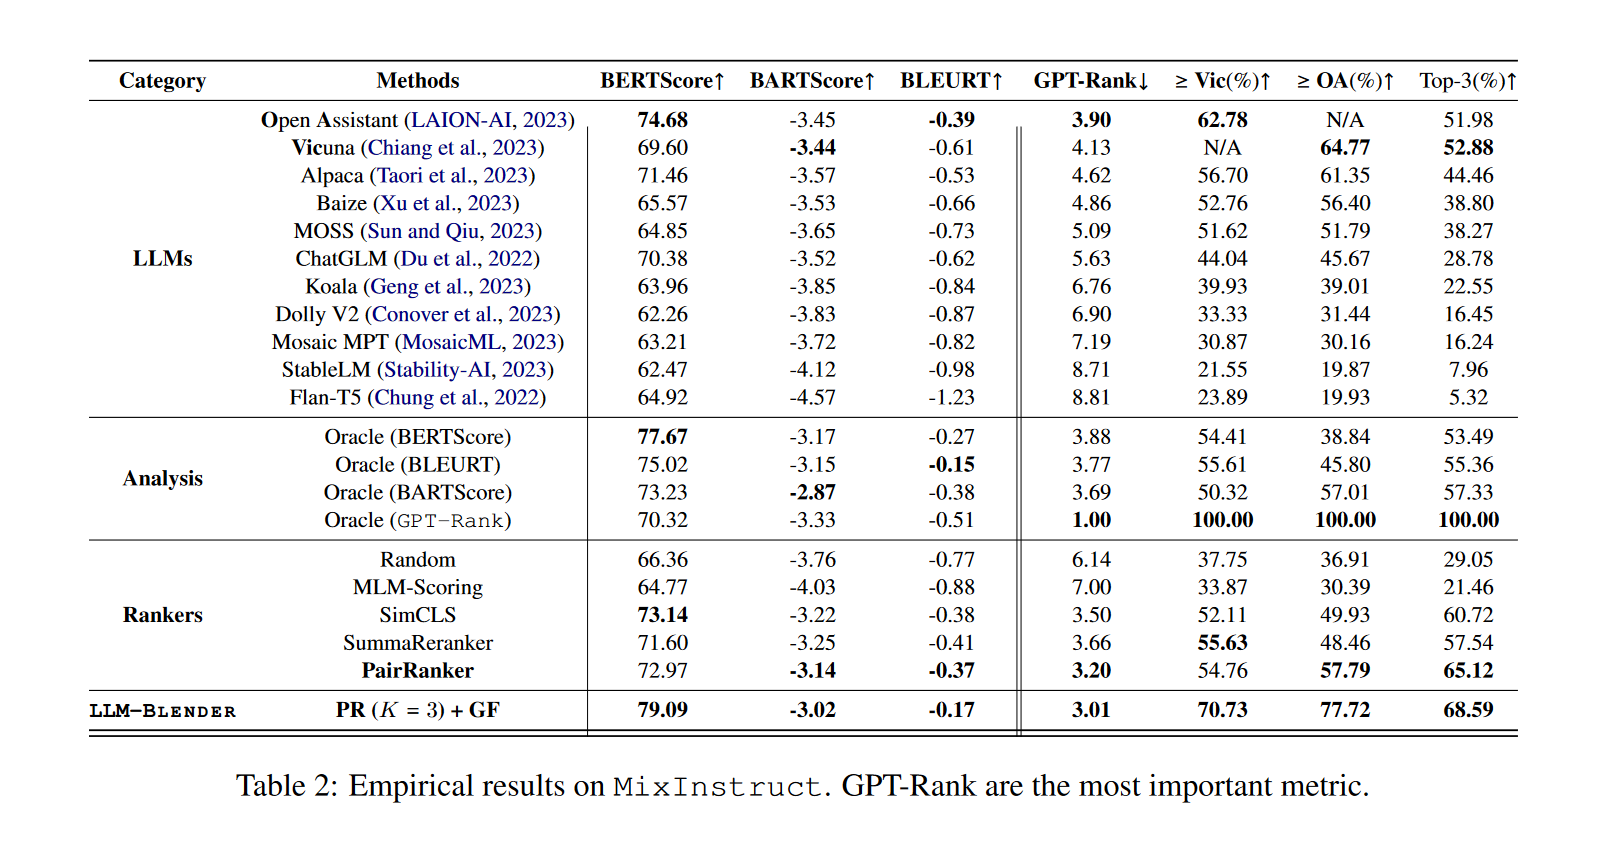 Category Methods BERTScore↑ BARTScore↑ BLEURT↑ GPT-Rank↓ ≥ Vic(%)↑ ≥ OA(%)↑ Top-3(%)↑
Open Assistant (LAION-AI, 2023) 74.68 -3.45 -0.39 3.90 62.78 N/A 51.98
Vicuna (Chiang et al., 2023) 69.60 -3.44 -0.61 4.13 N/A 64.77 52.88
Alpaca (Taori et al., 2023) 71.46 -3.57 -0.53 4.62 56.70 61.35 44.46
Baize (Xu et al., 2023) 65.57 -3.53 -0.66 4.86 52.76 56.40 38.80
MOSS (Sun and Qiu, 2023) 64.85 -3.65 -0.73 5.09 51.62 51.79 38.27
LLMs ChatGLM (Du et al., 2022) 70.38 -3.52 -0.62 5.63 44.04 45.67 28.78
Koala (Geng et al., 2023) 63.96 -3.85 -0.84 6.76 39.93 39.01 22.55
Dolly V2 (Conover et al., 2023) 62.26 -3.83 -0.87 6.90 33.33 31.44 16.45
Mosaic MPT (MosaicML, 2023) 63.21 -3.72 -0.82 7.19 30.87 30.16 16.24
StableLM (Stability-AI, 2023) 62.47 -4.12 -0.98 8.71 21.55 19.87 7.96
Flan-T5 (Chung et al., 2022) 64.92 -4.57 -1.23 8.81 23.89 19.93 5.32
Oracle (BERTScore) 77.67 -3.17 -0.27 3.88 54.41 38.84 53.49
Analysis Oracle (BLEURT) 75.02 -3.15 -0.15 3.77 55.61 45.80 55.36
Oracle (BARTScore) 73.23 -2.87 -0.38 3.69 50.32 57.01 57.33
Oracle (GPT-Rank) 70.32 -3.33 -0.51 1.00 100.00 100.00 100.00
Random 66.36 -3.76 -0.77 6.14 37.75 36.91 29.05
MLM-Scoring 64.77 -4.03 -0.88 7.00 33.87 30.39 21.46
Rankers SimCLS 73.14 -3.22 -0.38 3.50 52.11 49.93 60.72
SummaReranker 71.60 -3.25 -0.41 3.66 55.63 48.46 57.54
PairRanker 72.97 -3.14 -0.37 3.20 54.76 57.79 65.12
LLM-BLENDER PR (K = 3) + GF 79.09 -3.02 -0.17 3.01 70.73 77.72 68.59
Table 2: Empirical results on MixInstruct. GPT-Rank are the most important metric.